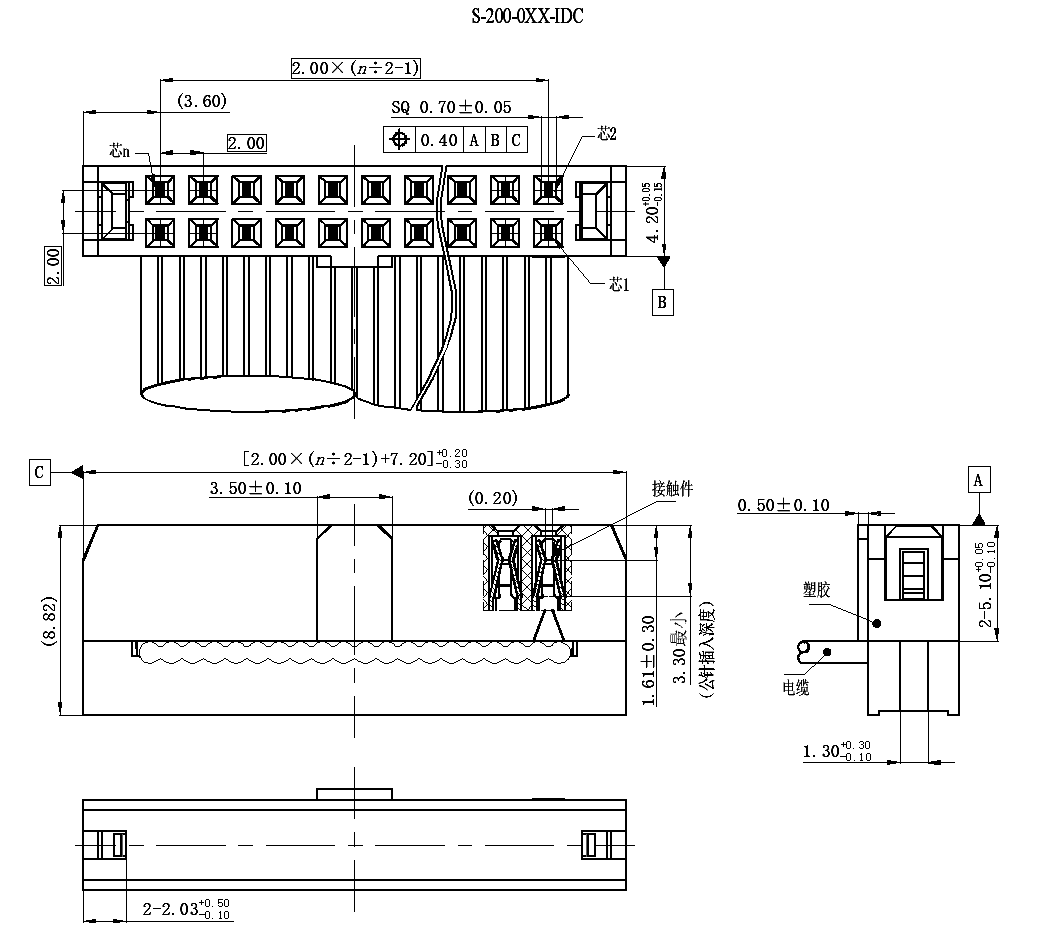 S-200-0XX-IDC
2.00×(n÷2-1)
(3.60)
SQ 0.70±0.05
芯2
⌖ 0.40 A B C
芯n
2.00
4.20 +0.05 -0.15
2.00
芯1
B
C
[2.00×(n÷2-1)+7.20] +0.20 -0.30
3.50±0.10
(0.20)
接触件
A
0.50±0.10
(8.82)
1.61±0.30
3.30最小
(公针插入深度)
塑胶
2-5.10 +0.05 -0.10
电缆
1.30 +0.30 -0.10
2-2.03 +0.50 -0.10